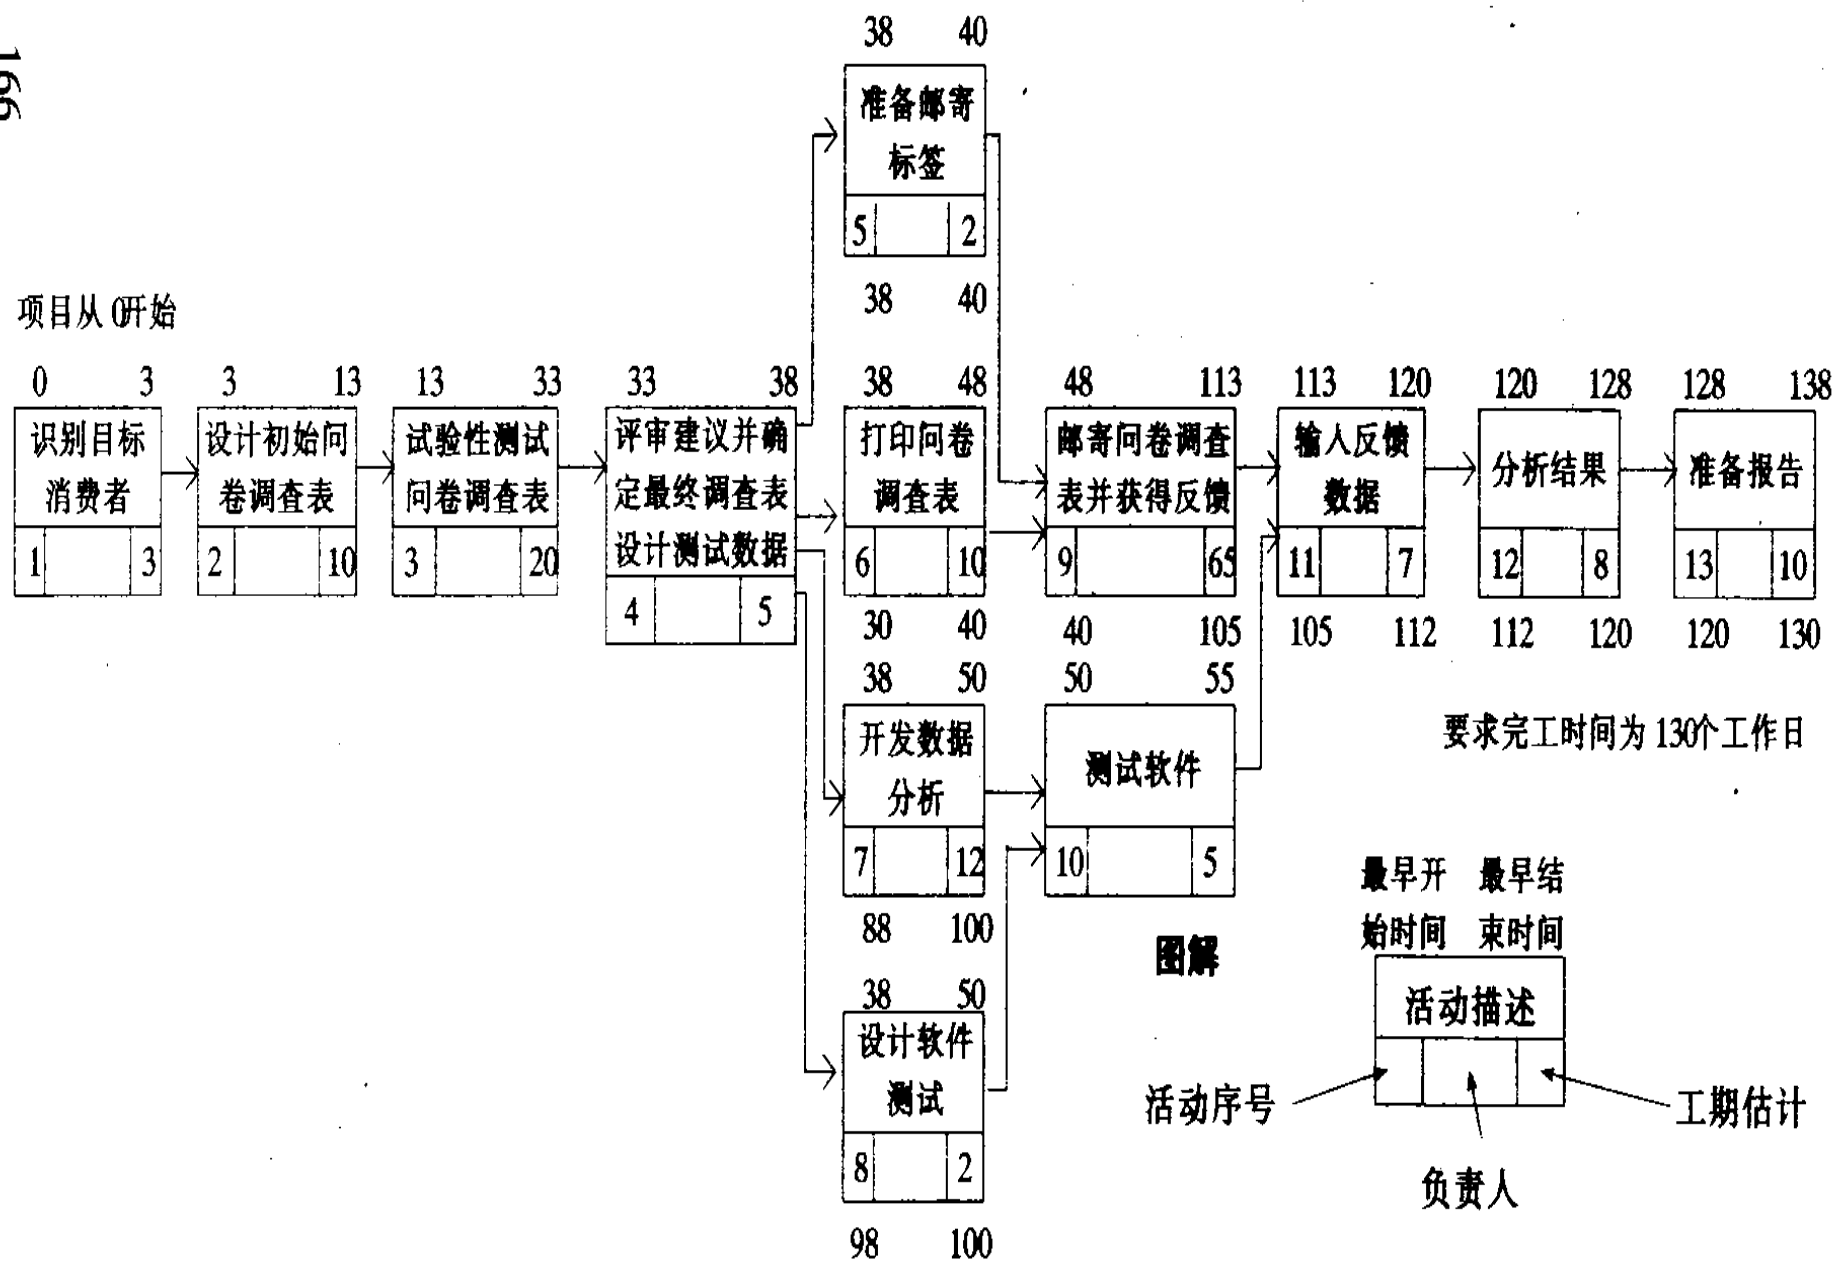 166
38 40
准备邮寄
标签
5 2
38 40
项目从0开始
0 3
识别目标
消费者
1 3
3 13
设计初始问
卷调查表
2 10
13 33
试验性测试
问卷调查表
3 20
33 38
评审建议并确
定最终调查表
设计测试数据
4 5
38 48
打印问卷
调查表
6 10
30 40
48 113
邮寄问卷调查
表并获得反馈
9 65
40 105
113 120
输人反馈
数据
11 7
105 112
120 128
分析结果
12 8
112 120
128 138
准备报告
13 10
120 130
38 50
开发数据
分析
7 12
88 100
50 55
测试软件
10 5
要求完工时间为130个工作日
38 50
设计软件
测试
8 2
98 100
图解
最早开 最早结
始时间 束时间
活动描述
活动序号
工期估计
负责人